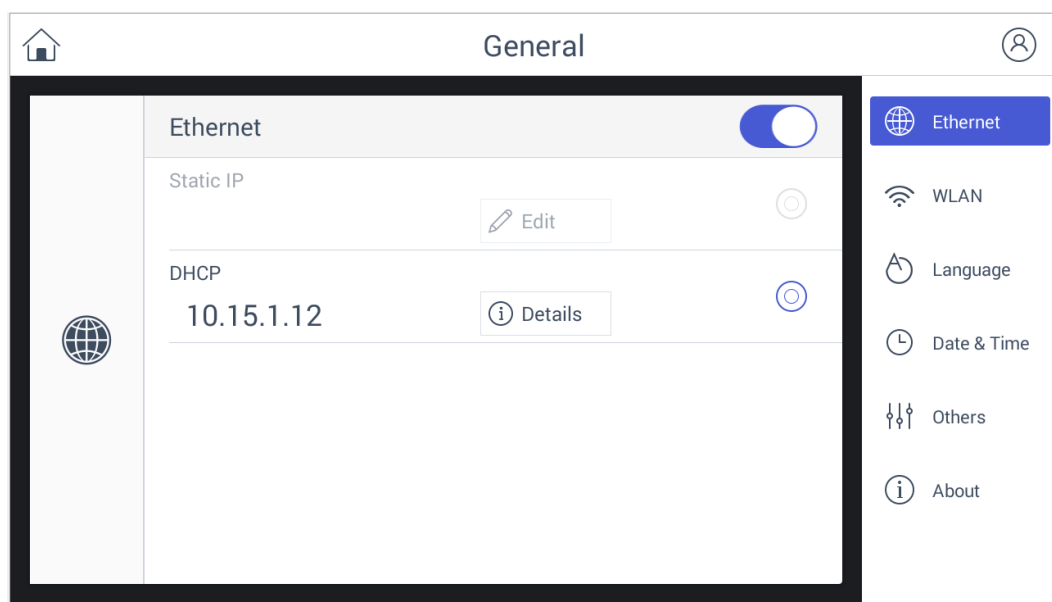 General
Ethernet
Static IP
Edit
DHCP
10.15.1.12
Details
Ethernet
WLAN
Language
Date & Time
Others
About